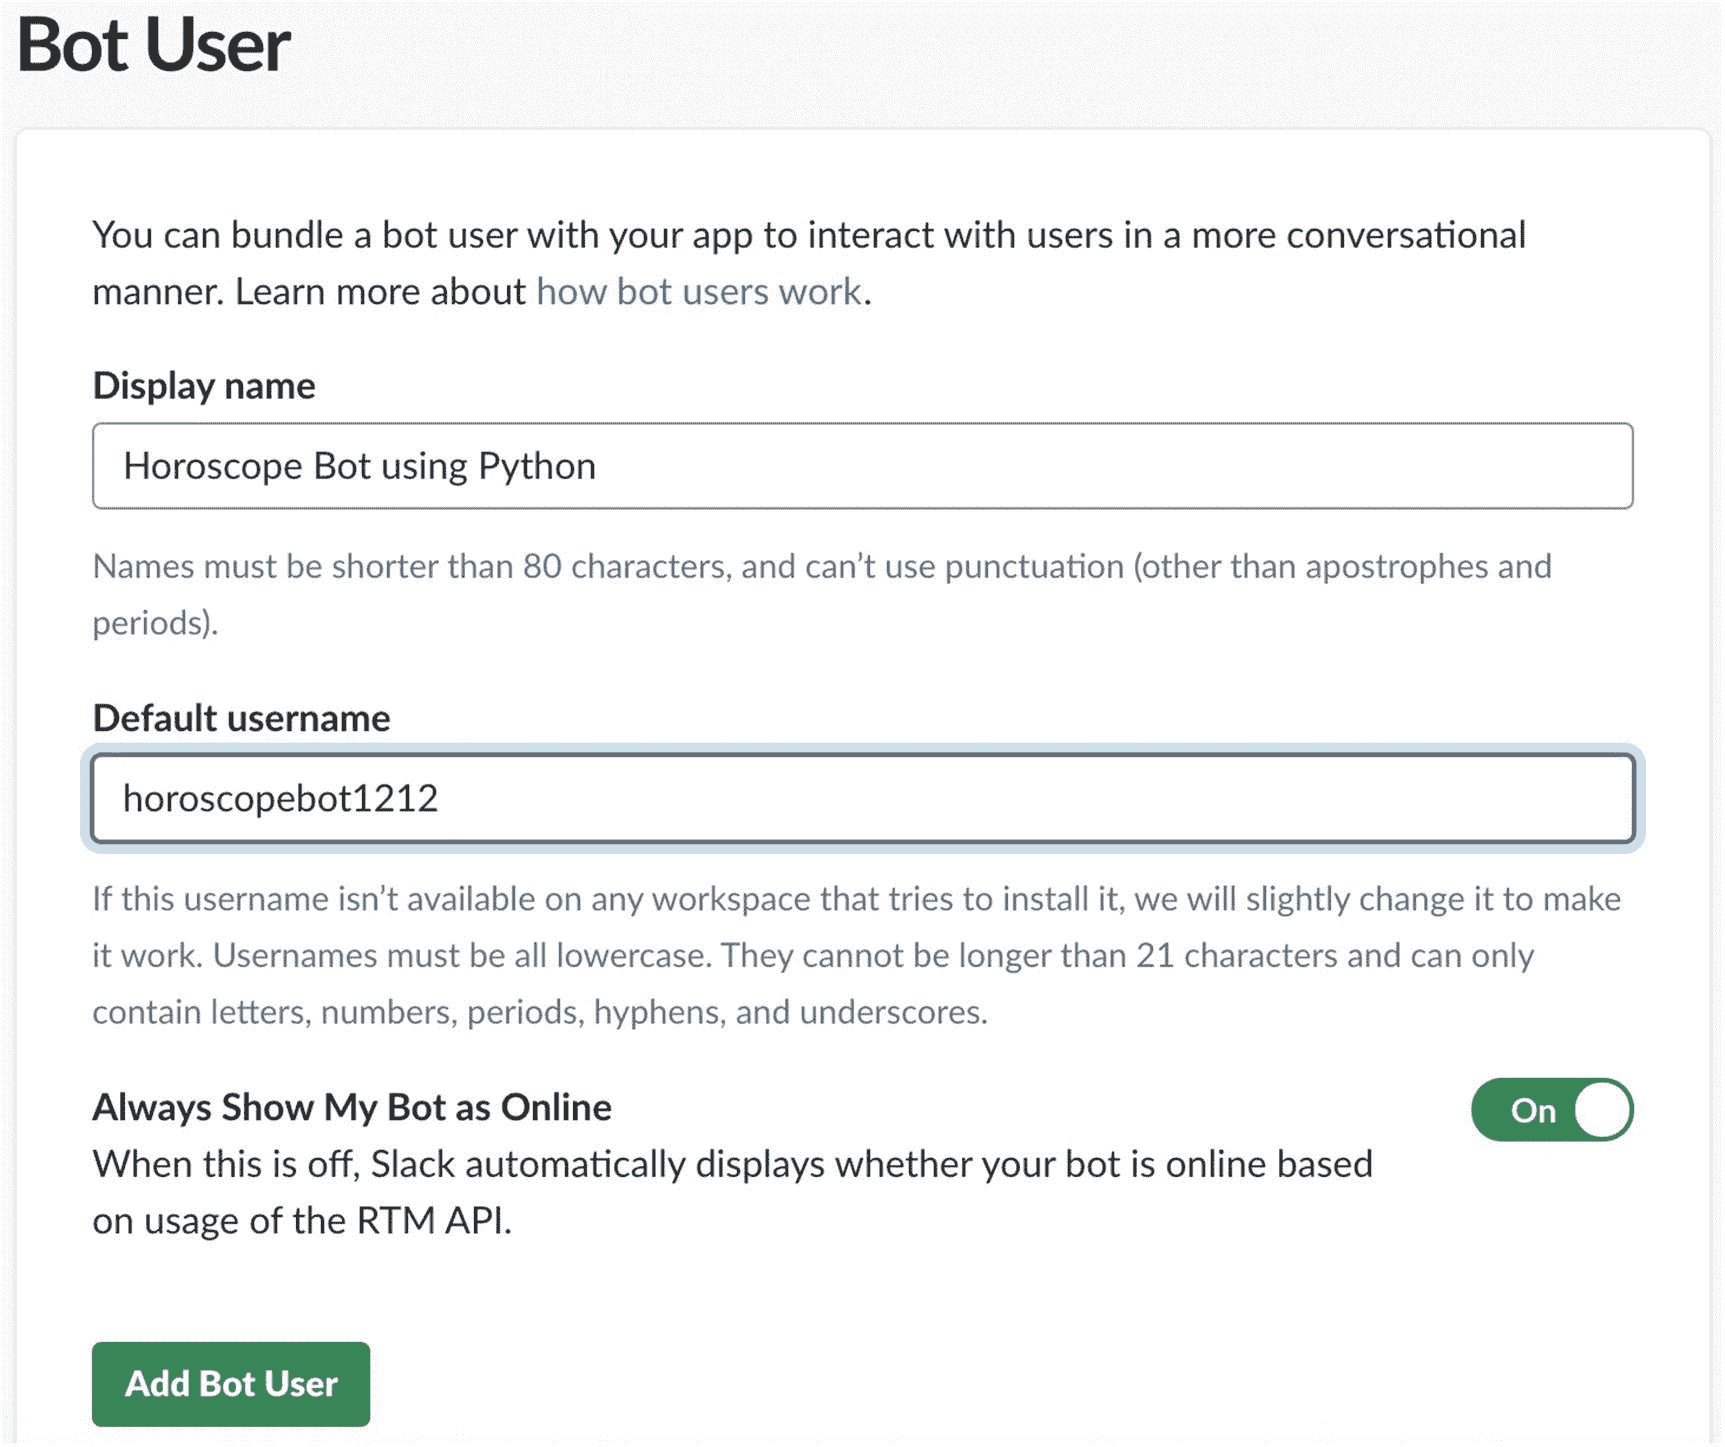 Bot User
You can bundle a bot user with your app to interact with users in a more conversational
manner. Learn more about how bot users work.
Display name
Horoscope Bot using Python
Names must be shorter than 80 characters, and can’t use punctuation (other than apostrophes and
periods).
Default username
horoscopebot1212
If this username isn’t available on any workspace that tries to install it, we will slightly change it to make
it work. Usernames must be all lowercase. They cannot be longer than 21 characters and can only
contain letters, numbers, periods, hyphens, and underscores.
Always Show My Bot as Online
On
When this is off, Slack automatically displays whether your bot is online based
on usage of the RTM API.
Add Bot User